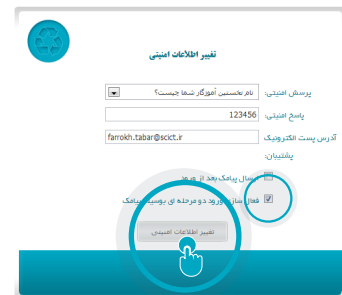 تغییر اطلاعات امنیتی
پرسش امنیتی: نام نخستین آموزگار شما چیست؟
پاسخ امنیتی: 123456
آدرس پست الکترونیک farrokh.tabar@scict.ir
پشتیبان:
ارسال پیامک بعد از ورود
فعال سازی ورود دو مرحله ای بوسیله پیامک
تغییر اطلاعات امنیتی